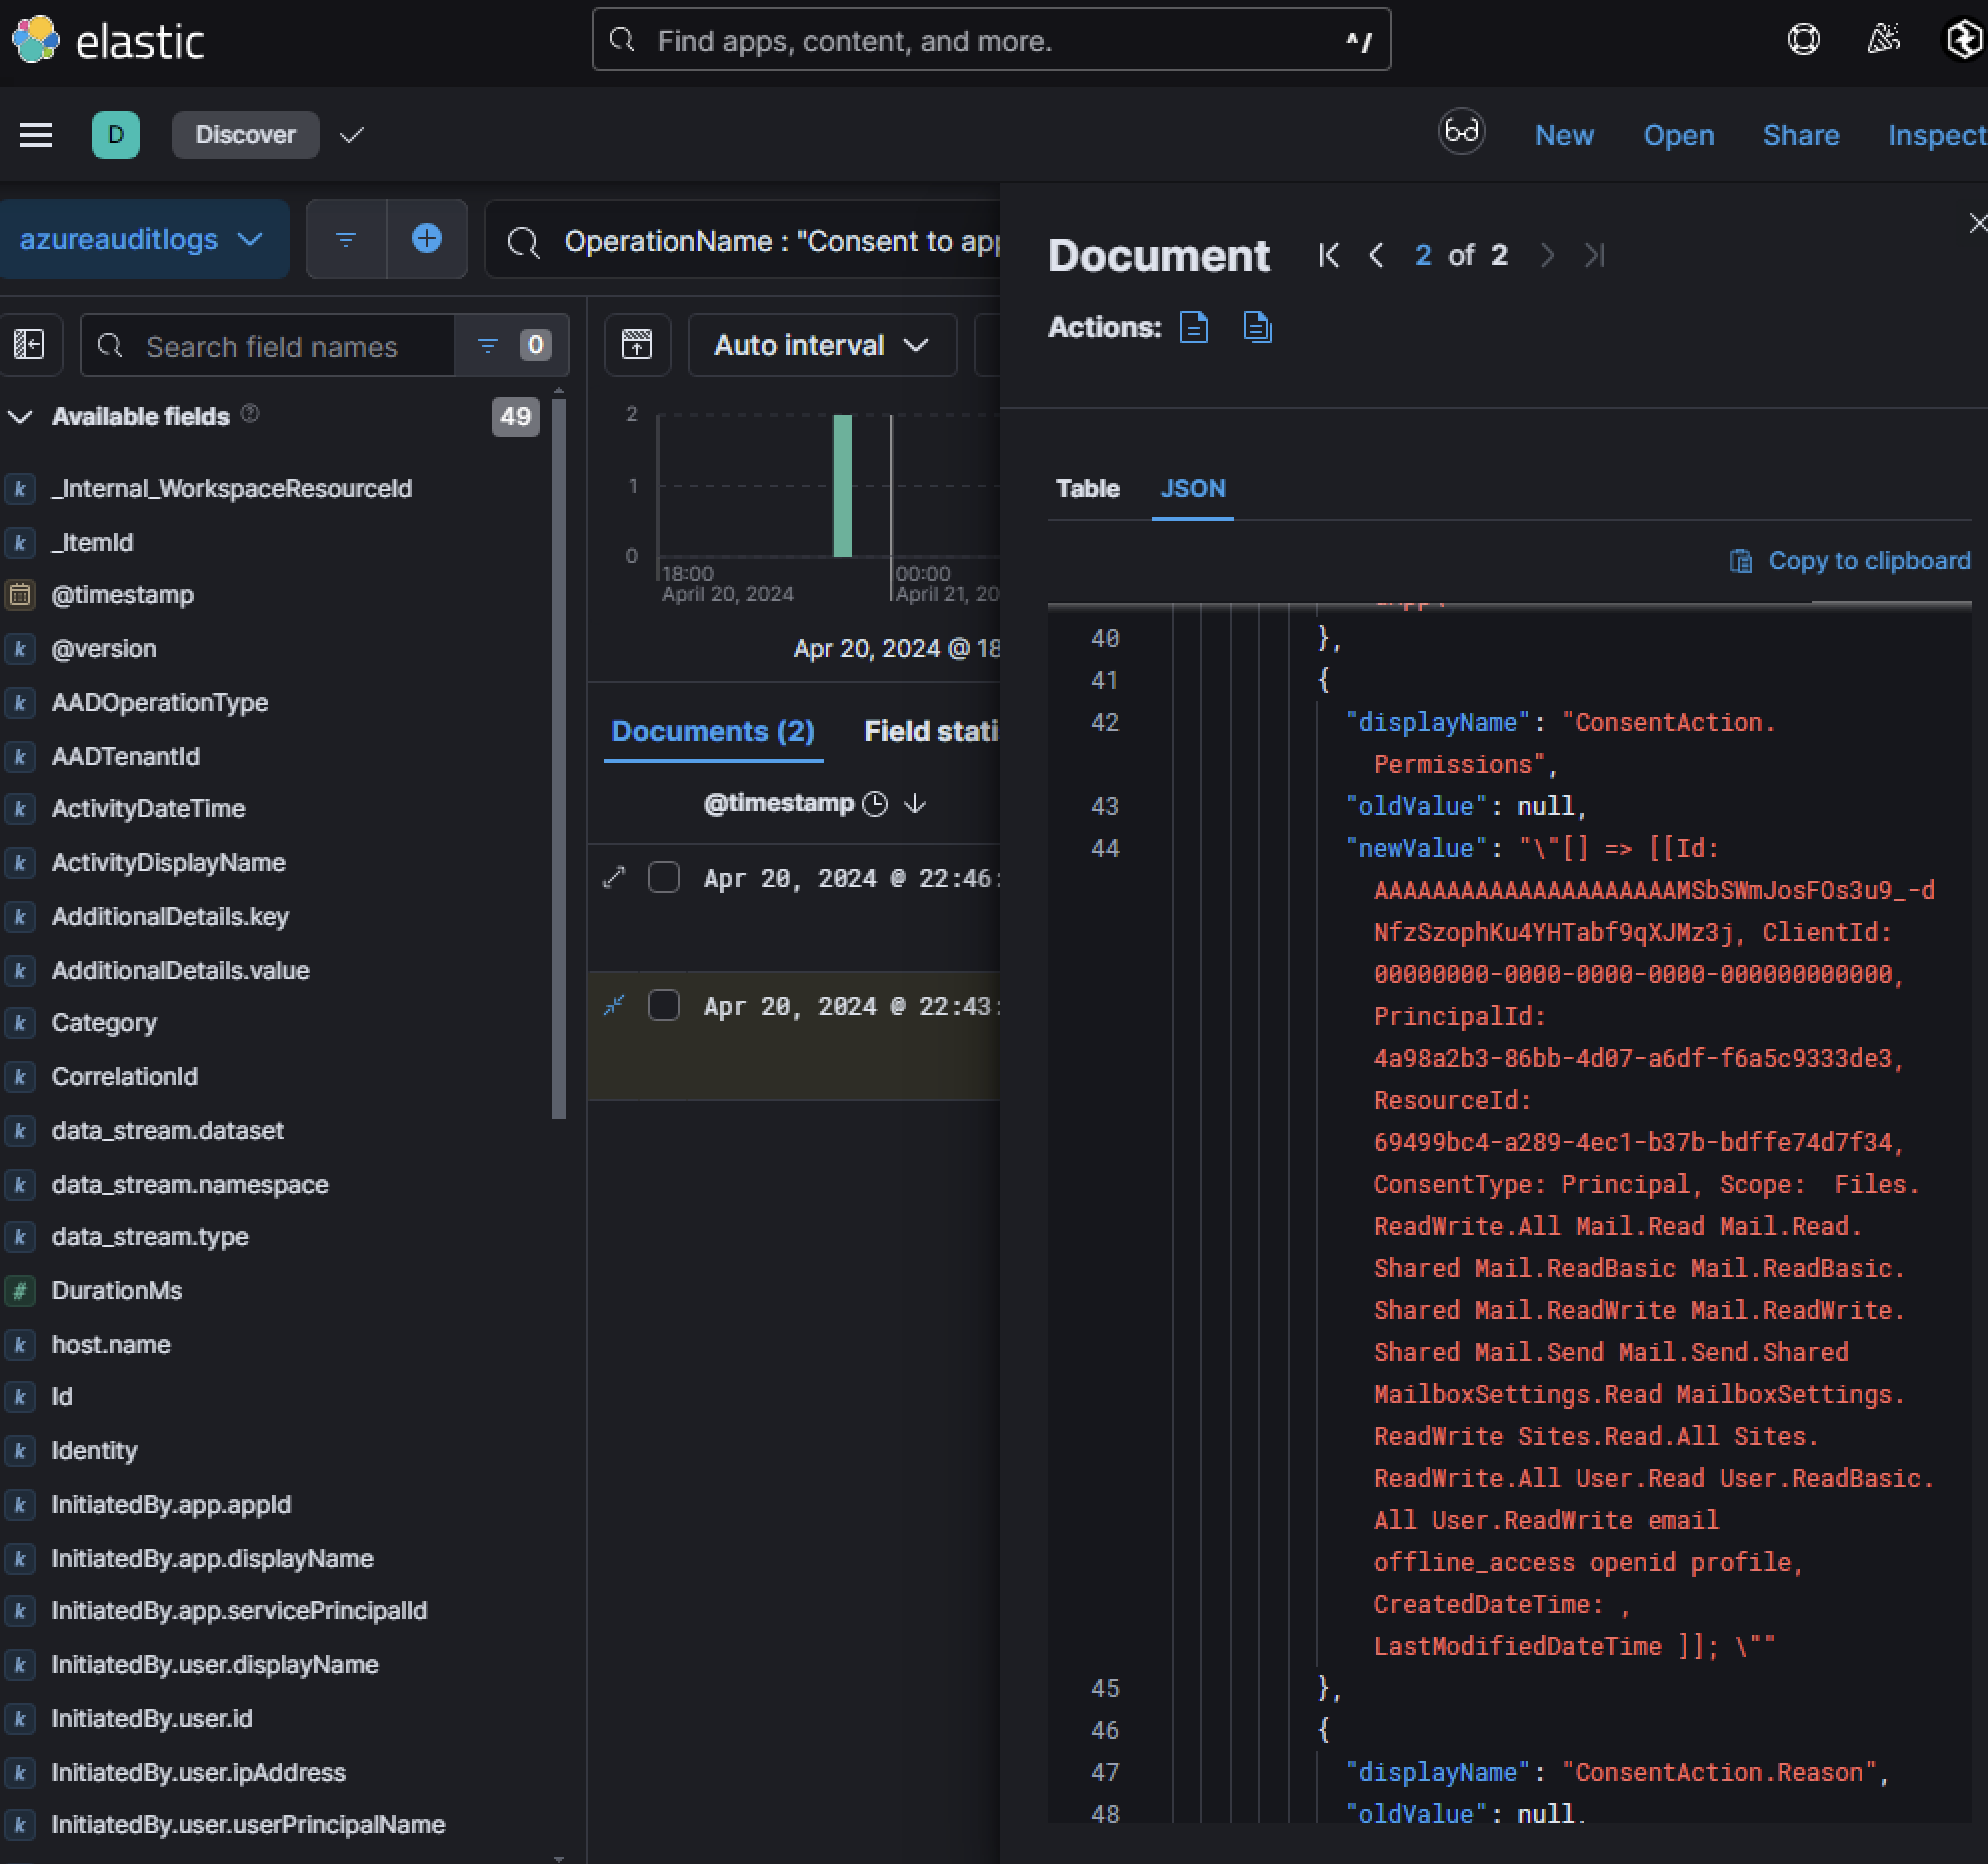 elastic
Find apps, content, and more.
^/
D
Discover
New
Open
Share
Inspect
azureauditlogs
OperationName : "Consent to app
Search field names
0
Available fields
49
_Internal_WorkspaceResourceId
_ItemId
@timestamp
@version
AADOperationType
AADTenantId
ActivityDateTime
ActivityDisplayName
AdditionalDetails.key
AdditionalDetails.value
Category
CorrelationId
data_stream.dataset
data_stream.namespace
data_stream.type
DurationMs
host.name
Id
Identity
InitiatedBy.app.appId
InitiatedBy.app.displayName
InitiatedBy.app.servicePrincipalId
InitiatedBy.user.displayName
InitiatedBy.user.id
InitiatedBy.user.ipAddress
InitiatedBy.user.userPrincipalName
Auto interval
2
1
0
18:00
April 20, 2024
00:00
April 21, 20
Apr 20, 2024 @ 18
Documents (2)
Field stati
@timestamp
Apr 20, 2024 @ 22:46:
Apr 20, 2024 @ 22:43:
Document
2 of 2
Actions:
Table
JSON
Copy to clipboard
40 },
41 {
42 "displayName": "ConsentAction.
Permissions",
43 "oldValue": null,
44 "newValue": "\"[] => [[Id:
AAAAAAAAAAAAAAAAAAAAAMSbSWmJosFOs3u9_-d
NfzSzophKu4YHTabf9qXJMz3j, ClientId:
00000000-0000-0000-0000-000000000000,
PrincipalId:
4a98a2b3-86bb-4d07-a6df-f6a5c9333de3,
ResourceId:
69499bc4-a289-4ec1-b37b-bdffe74d7f34,
ConsentType: Principal, Scope:  Files.
ReadWrite.All Mail.Read Mail.Read.
Shared Mail.ReadBasic Mail.ReadBasic.
Shared Mail.ReadWrite Mail.ReadWrite.
Shared Mail.Send Mail.Send.Shared
MailboxSettings.Read MailboxSettings.
ReadWrite Sites.Read.All Sites.
ReadWrite.All User.Read User.ReadBasic.
All User.ReadWrite email
offline_access openid profile,
CreatedDateTime: ,
LastModifiedDateTime ]]; \""
45 },
46 {
47 "displayName": "ConsentAction.Reason",
48 "oldValue": null,